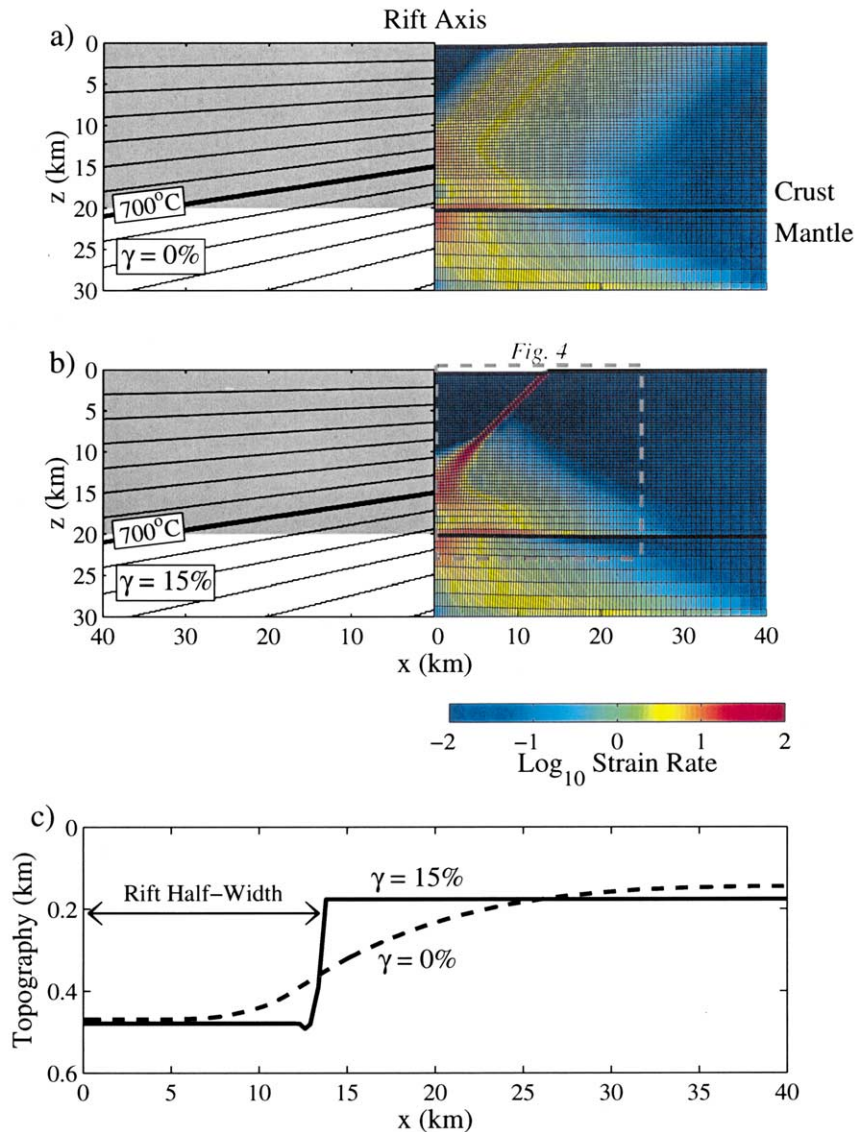 Rift Axis
a)
0
5
10
15
20
25
30
z (km)
700°C
γ = 0%
Crust
Mantle
b)
Fig. 4
0
5
10
15
20
25
30
z (km)
700°C
γ = 15%
40 30 20 10 0 10 20 30 40
x (km)
−2 −1 0 1 2
Log10 Strain Rate
c)
0
0.2
0.4
0.6
Topography (km)
Rift Half−Width
γ = 15%
γ = 0%
0 5 10 15 20 25 30 35 40
x (km)